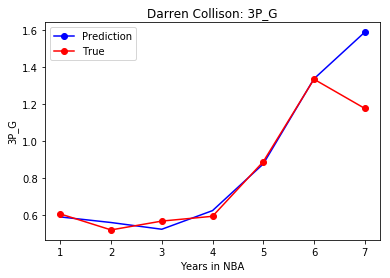 Darren Collison: 3P_G
Prediction
True
3P_G
1.6
1.4
1.2
1.0
0.8
0.6
1 2 3 4 5 6 7
Years in NBA